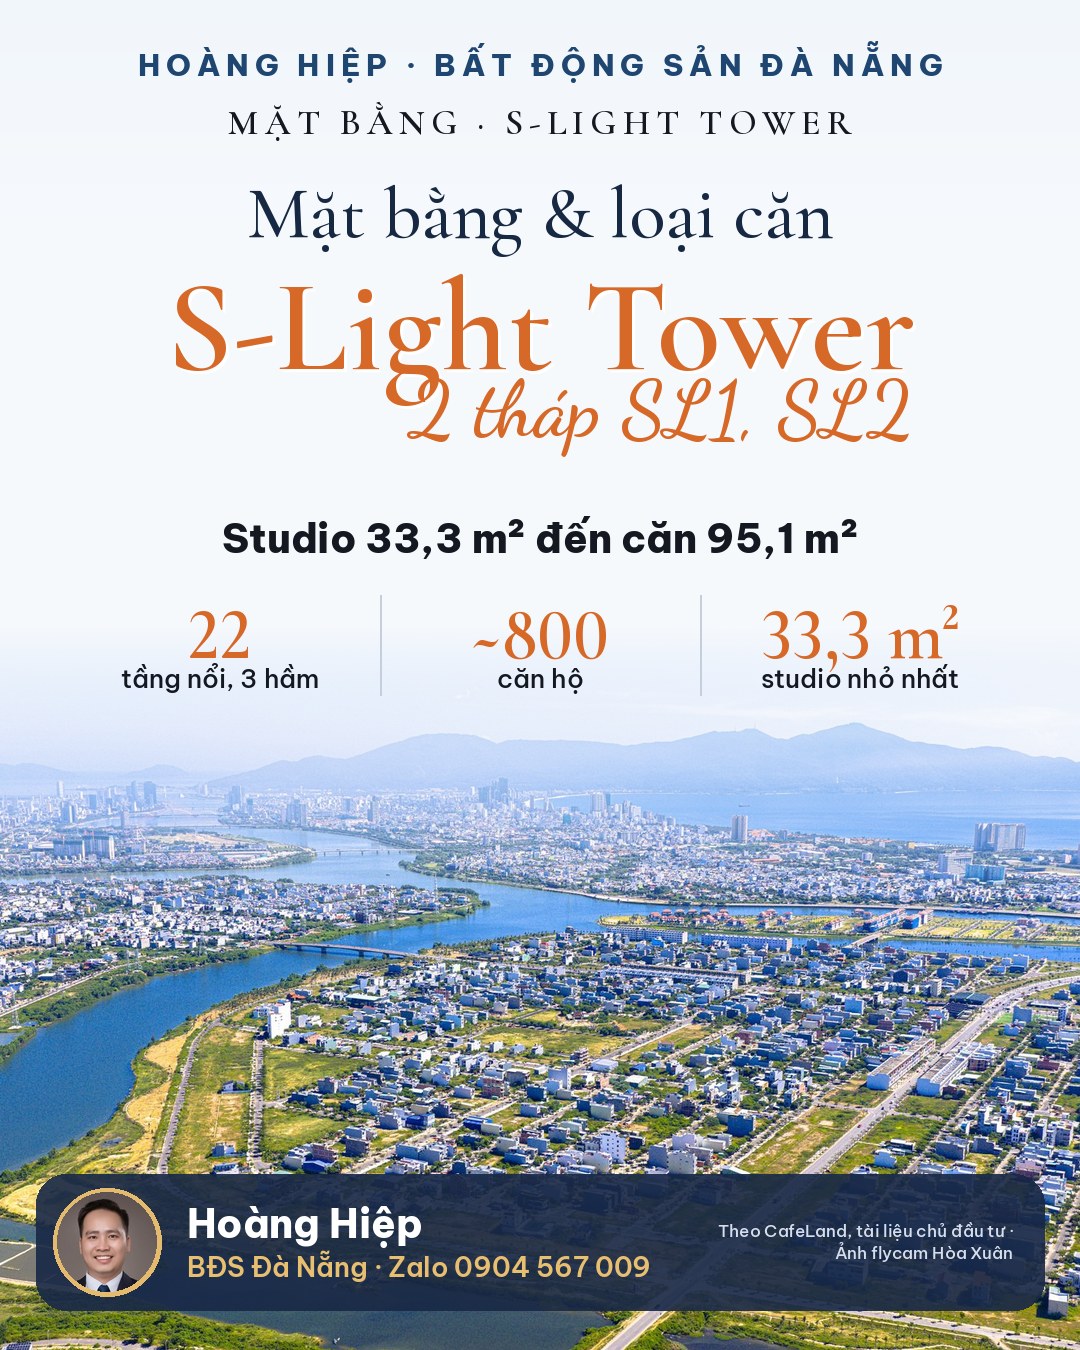 HOÀNG HIỆP · BẤT ĐỘNG SẢN ĐÀ NẴNG
MẶT BẰNG · S-LIGHT TOWER
Mặt bằng & loại căn
S-Light Tower
2 tháp SL1, SL2
Studio 33,3 m² đến căn 95,1 m²
22
tầng nổi, 3 hầm
~800
căn hộ
33,3 m²
studio nhỏ nhất
Hoàng Hiệp
BĐS Đà Nẵng · Zalo 0904 567 009
Theo CafeLand, tài liệu chủ đầu tư ·
Ảnh flycam Hòa Xuân